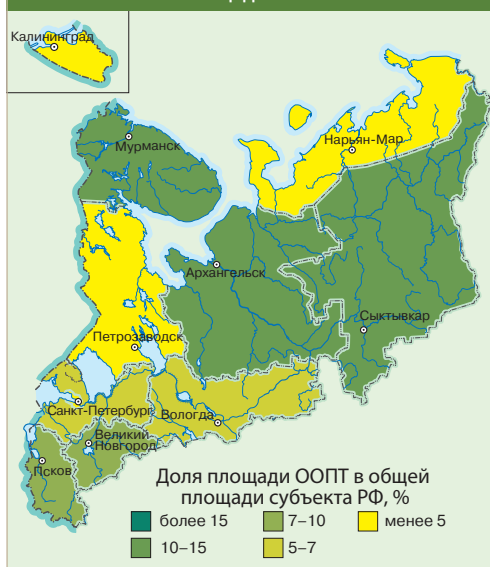 Калининград
Мурманск
Нарьян-Мар
Архангельск
Сыктывкар
Петрозаводск
Санкт-Петербург
Вологда
Великий
Новгород
Псков
Доля площади ООПТ в общей
площади субъекта РФ, %
более 15
7–10
менее 5
10–15
5–7